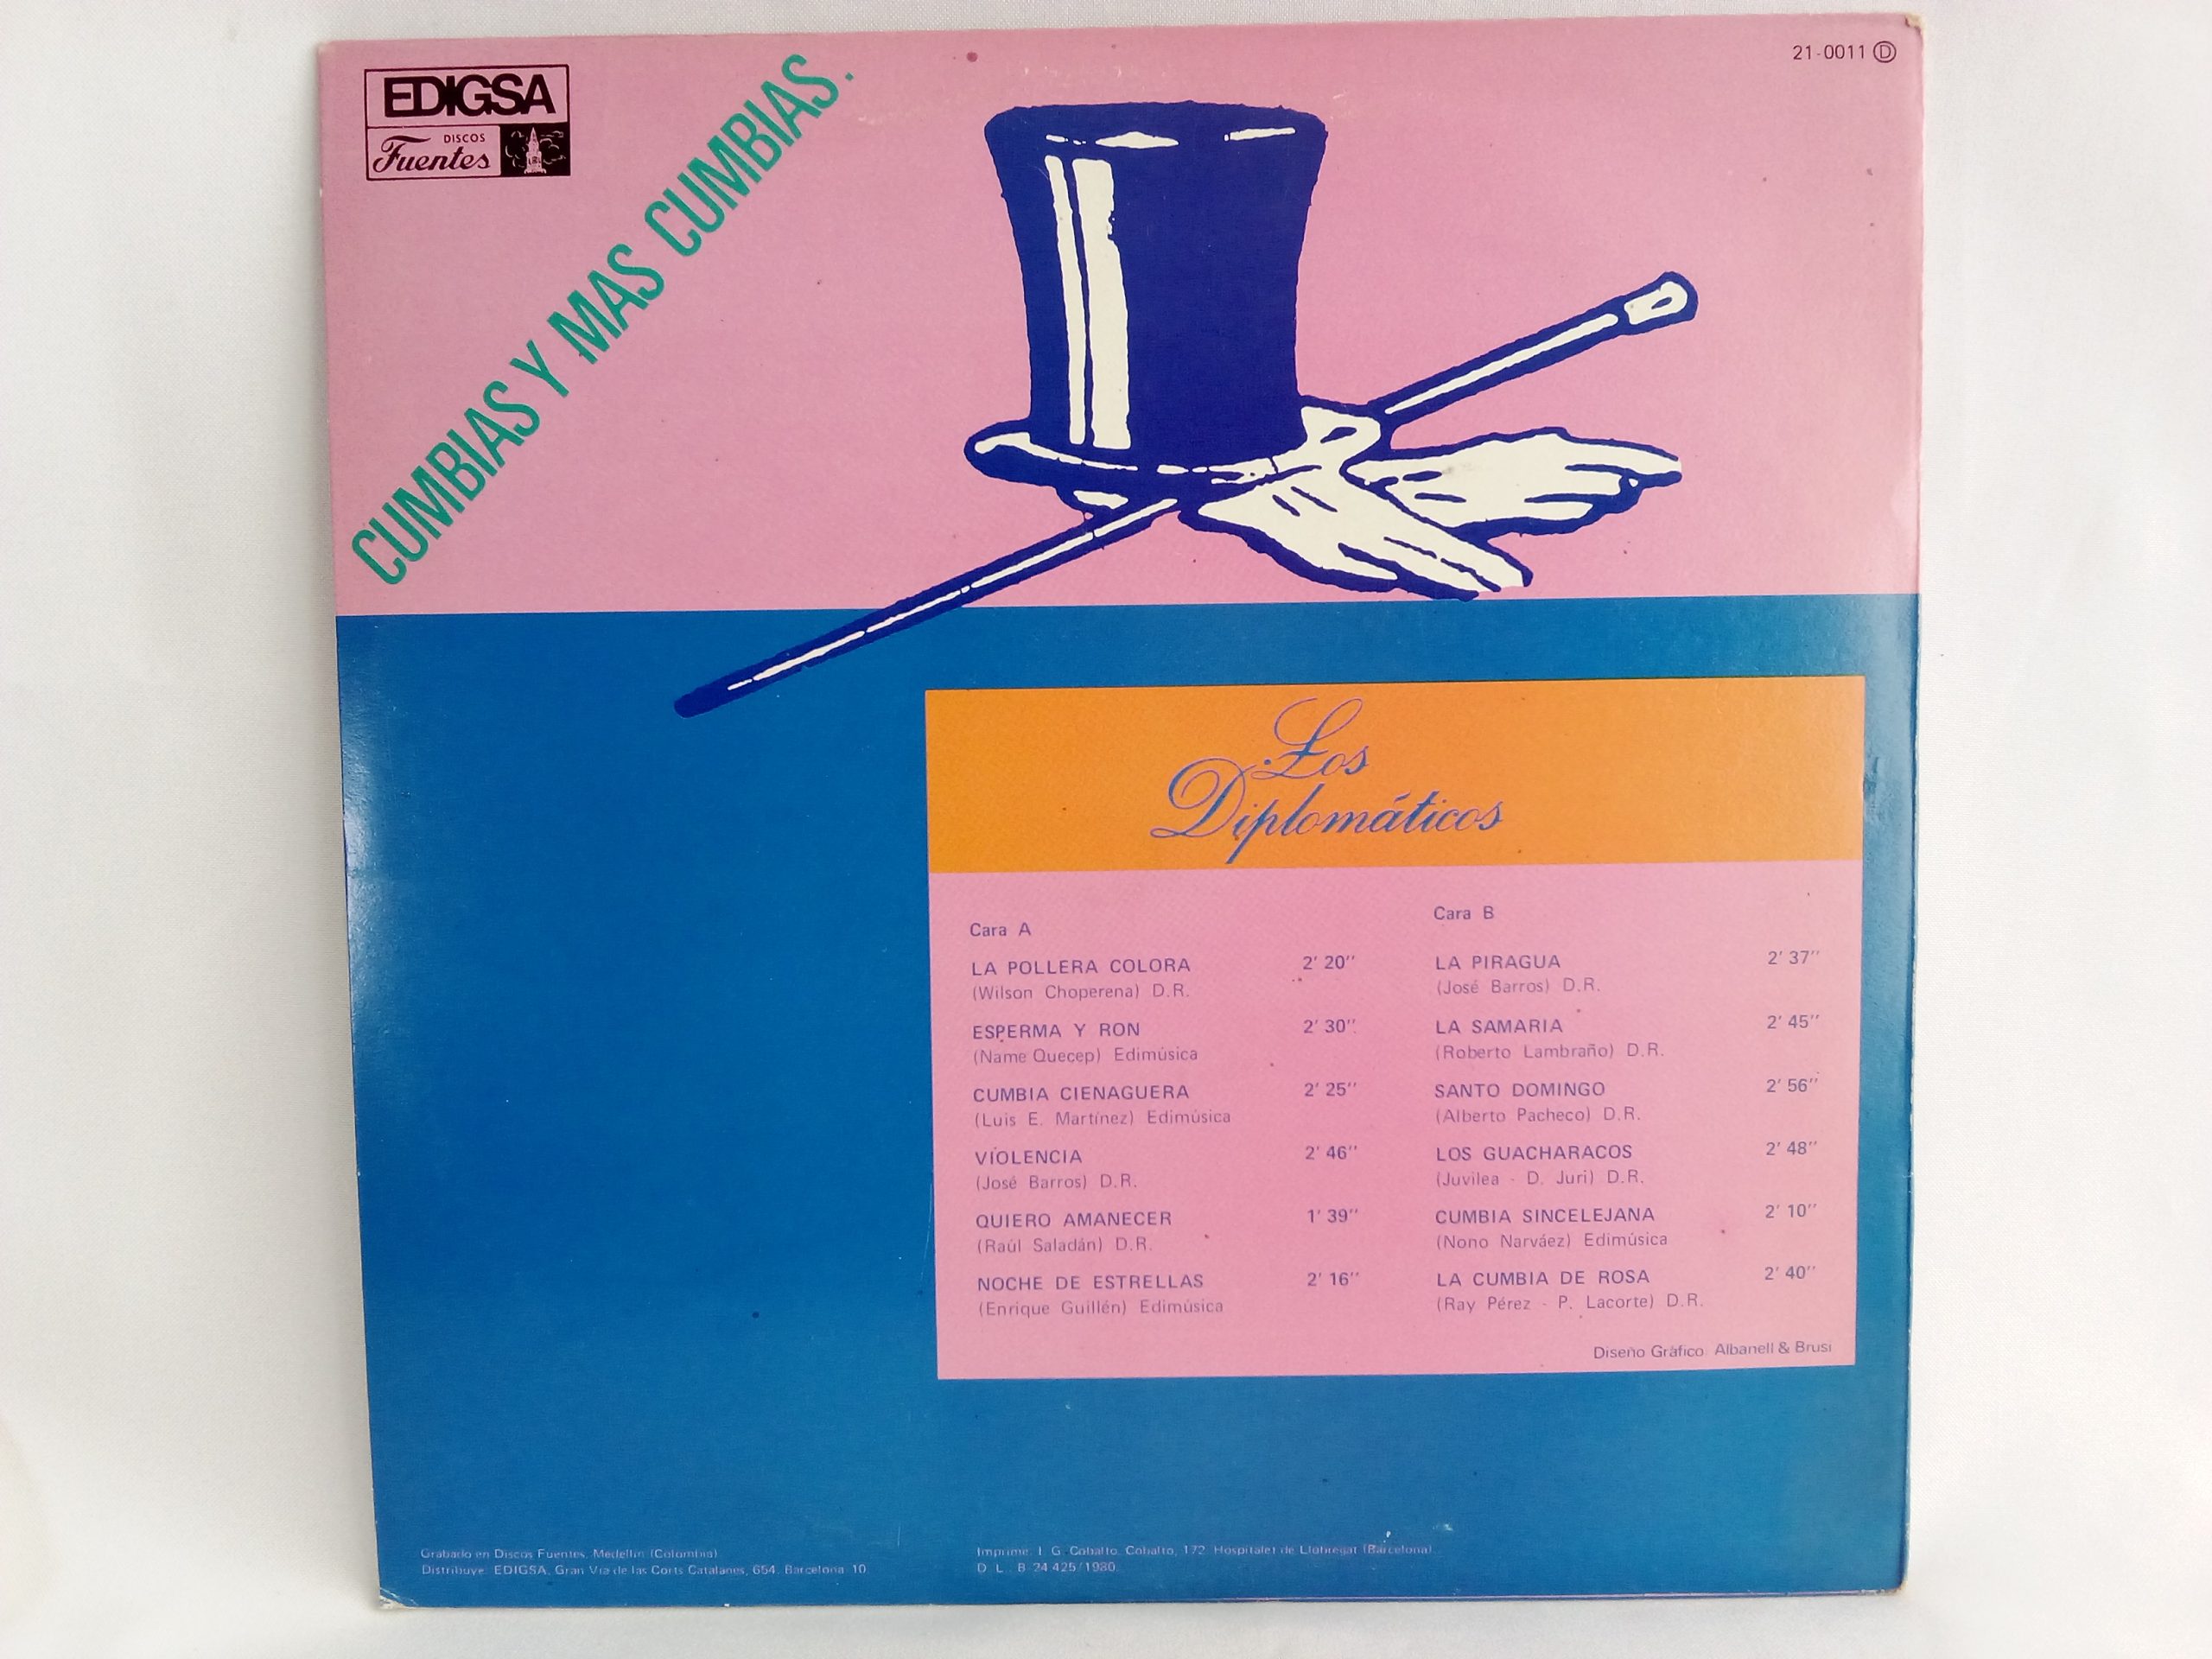 EDIGSA
DISCOS
Fuentes
CUMBIAS Y MAS CUMBIAS.
21-0011 Ⓓ
Los
Diplomáticos
Cara A
LA POLLERA COLORA 2' 20''
(Wilson Choperena) D.R.
ESPERMA Y RON 2' 30''
(Name Quecep) Edimúsica
CUMBIA CIENAGUERA 2' 25''
(Luis E. Martínez) Edimúsica
VIOLENCIA 2' 46''
(José Barros) D.R.
QUIERO AMANECER 1' 39''
(Raúl Saladán) D.R.
NOCHE DE ESTRELLAS 2' 16''
(Enrique Guillén) Edimúsica
Cara B
LA PIRAGUA 2' 37''
(José Barros) D.R.
LA SAMARIA 2' 45''
(Roberto Lambraño) D.R.
SANTO DOMINGO 2' 56''
(Alberto Pacheco) D.R.
LOS GUACHARACOS 2' 48''
(Juvilea - D. Juri) D.R.
CUMBIA SINCELEJANA 2' 10''
(Nono Narváez) Edimúsica
LA CUMBIA DE ROSA 2' 40''
(Ray Pérez - P. Lacorte) D.R.
Diseño Gráfico: Albanell & Brusi
Grabado en Discos Fuentes, Medellin (Colombia)
Distribuye: EDIGSA, Gran Via de las Corts Catalanes, 654. Barcelona-10.
Imprime: I. G. Cobalto. Cobalto, 172. Hospitalet de Llobregat (Barcelona)
D. L. B-24.425/1980.